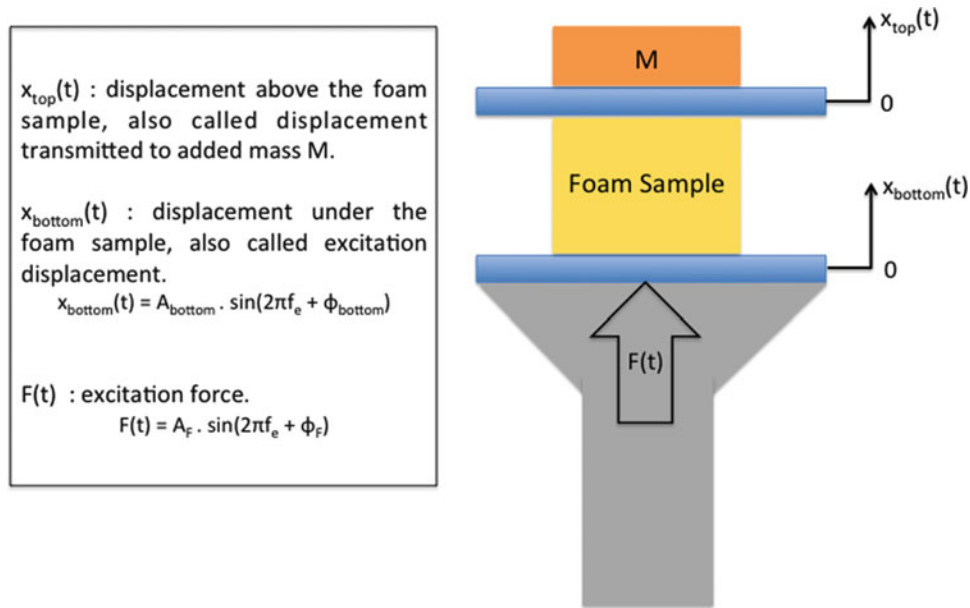 x_top(t) : displacement above the foam
sample, also called displacement
transmitted to added mass M.
x_bottom(t) : displacement under the
foam sample, also called excitation
displacement.
x_bottom(t) = A_bottom . sin(2πf_e + ϕ_bottom)
F(t) : excitation force.
F(t) = A_F . sin(2πf_e + ϕ_F)
x_top(t)
M
0
Foam Sample
x_bottom(t)
0
F(t)